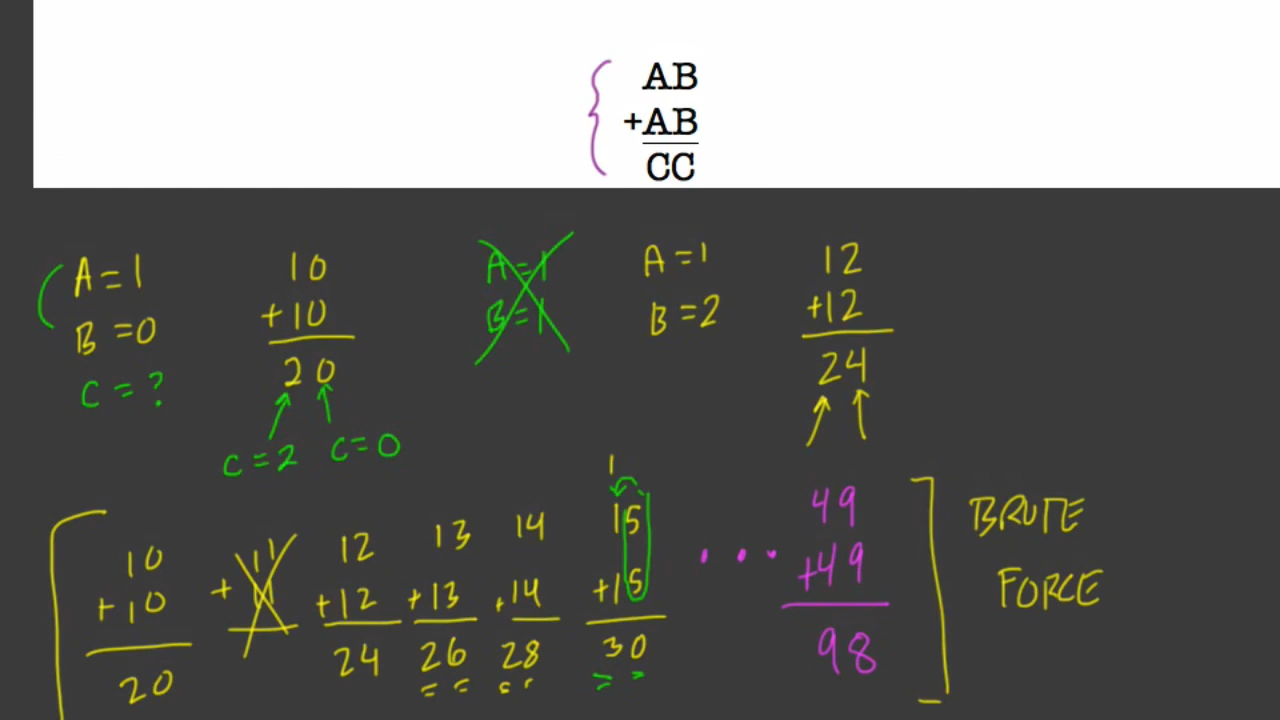 AB
+AB
CC
A=1
B=0
C=?
10
+10
20
C=2 C=0
A=1
B=1
A=1
B=2
12
+12
24
10
+10
20
+11
12
+12
24
13
+13
26
14
+14
28
1
15
+15
30
...
49
+49
98
BRUTE
FORCE